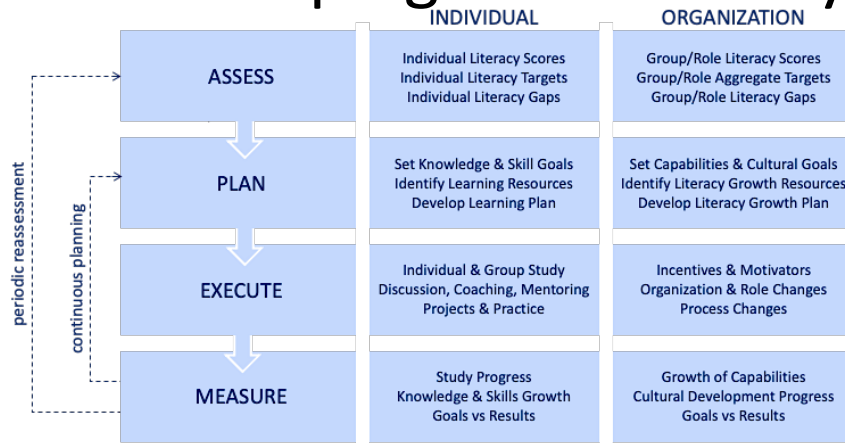 INDIVIDUAL
ORGANIZATION
ASSESS
Individual Literacy Scores
Individual Literacy Targets
Individual Literacy Gaps
Group/Role Literacy Scores
Group/Role Aggregate Targets
Group/Role Literacy Gaps
PLAN
Set Knowledge & Skill Goals
Identify Learning Resources
Develop Learning Plan
Set Capabilities & Cultural Goals
Identify Literacy Growth Resources
Develop Literacy Growth Plan
EXECUTE
Individual & Group Study
Discussion, Coaching, Mentoring
Projects & Practice
Incentives & Motivators
Organization & Role Changes
Process Changes
MEASURE
Study Progress
Knowledge & Skills Growth
Goals vs Results
Growth of Capabilities
Cultural Development Progress
Goals vs Results
periodic reassessment
continuous planning